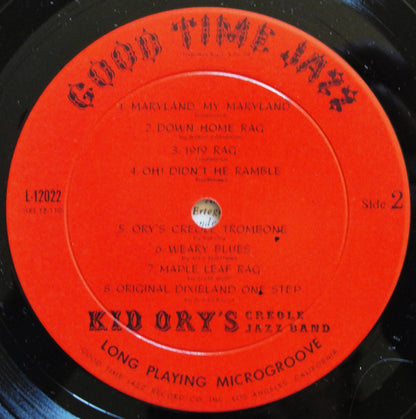 GOOD TIME JAZZ
1. MARYLAND, MY MARYLAND
2. DOWN HOME RAG
3. 1919 RAG
4. OH! DIDN'T HE RAMBLE
L-12022
Side 2
Ertegu
5. ORY'S CREOLE TROMBONE
6. WEARY BLUES
7. MAPLE LEAF RAG
8. ORIGINAL DIXIELAND ONE STEP
KID ORY'S CREOLE JAZZ BAND
LONG PLAYING MICROGROOVE
GOOD TIME JAZZ RECORD CO., INC. LOS ANGELES, CALIFORNIA